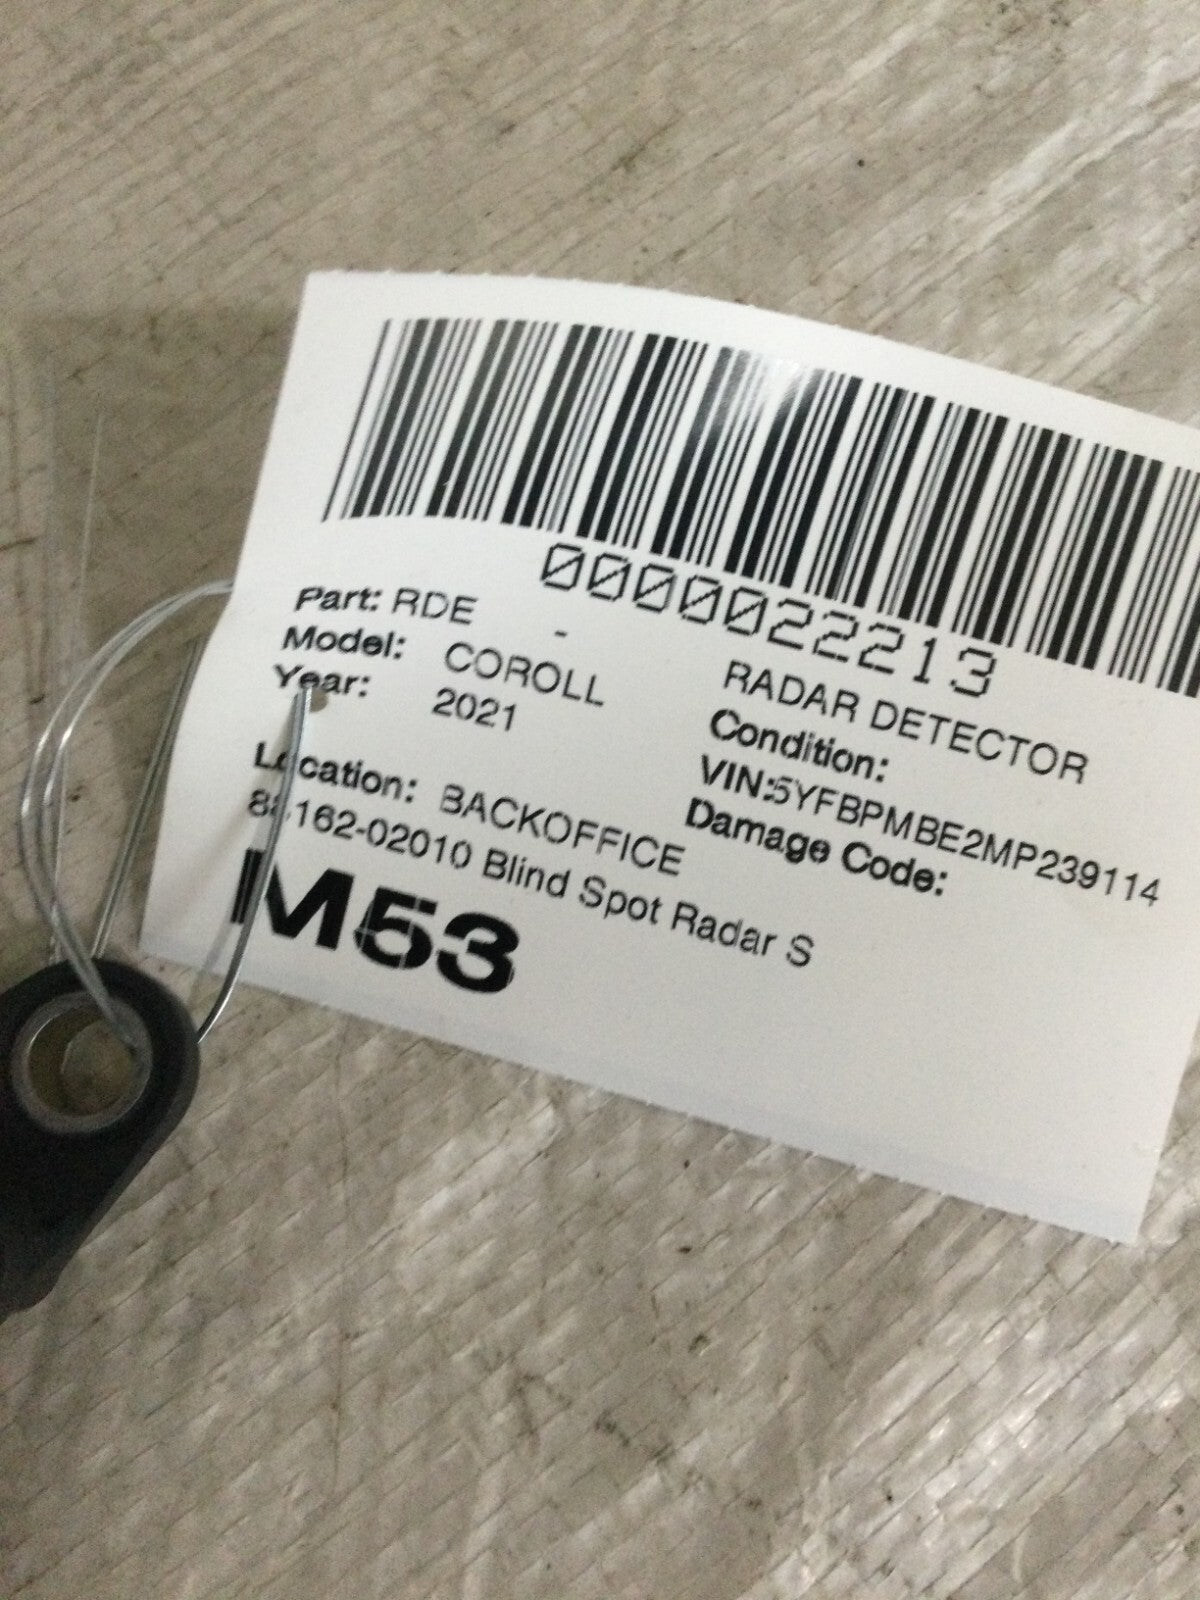 0000022213
Part: RDE -
Model: COROLL
Year: 2021
RADAR DETECTOR
Condition:
VIN:5YFBPMBE2MP239114
Damage Code:
Location: BACKOFFICE
88162-02010 Blind Spot Radar S
M53